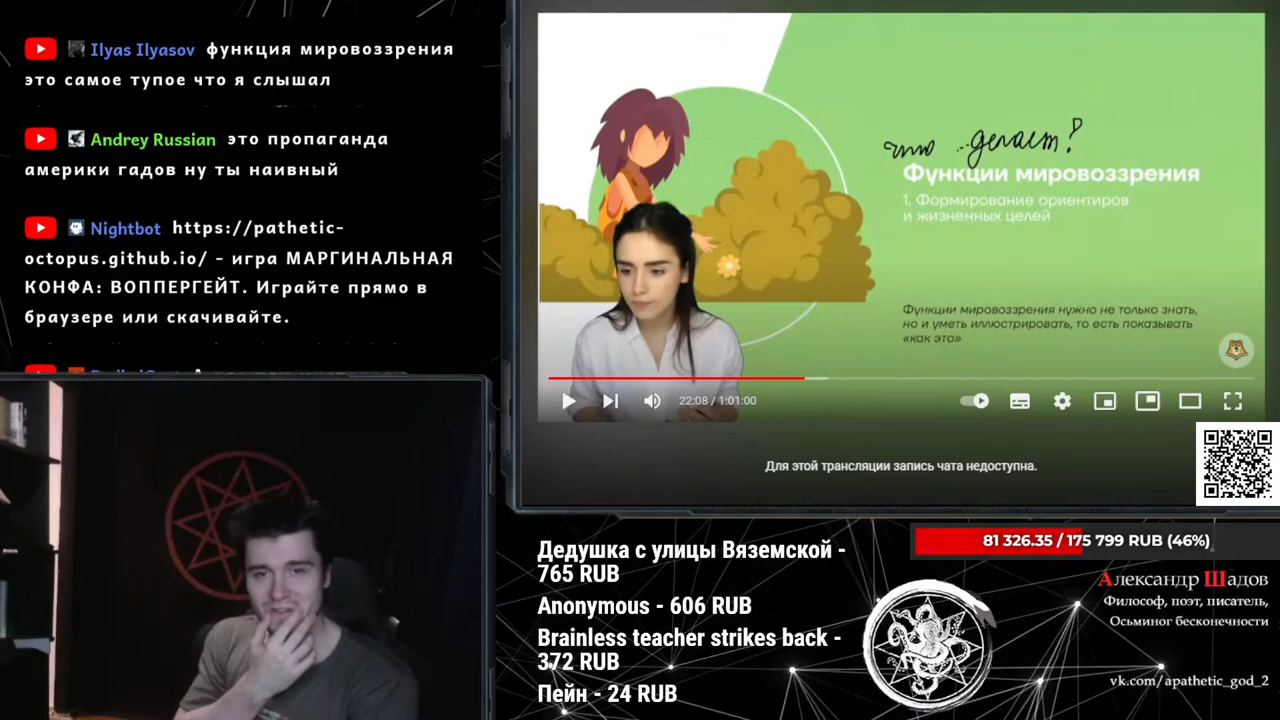 Ilyas Ilyasov функция мировоззрения
это самое тупое что я слышал
Andrey Russian это пропаганда
америки гадов ну ты наивный
Nightbot https://pathetic-
octopus.github.io/ - игра МАРГИНАЛЬНАЯ
КОНФА: ВОППЕРГЕЙТ. Играйте прямо в
браузере или скачивайте.
что делает?
Функции мировоззрения
1. Формирование ориентиров
и жизненных целей
Функции мировоззрения нужно не только знать,
но и уметь иллюстрировать, то есть показывать
«как это»
22:08 / 1:01:00
Для этой трансляции запись чата недоступна.
81 326.35 / 175 799 RUB (46%)
Дедушка с улицы Вяземской -
765 RUB
Anonymous - 606 RUB
Brainless teacher strikes back -
372 RUB
Пейн - 24 RUB
Александр Шадов
Философ, поэт, писатель,
Осьминог бесконечности
vk.com/apathetic_god_2